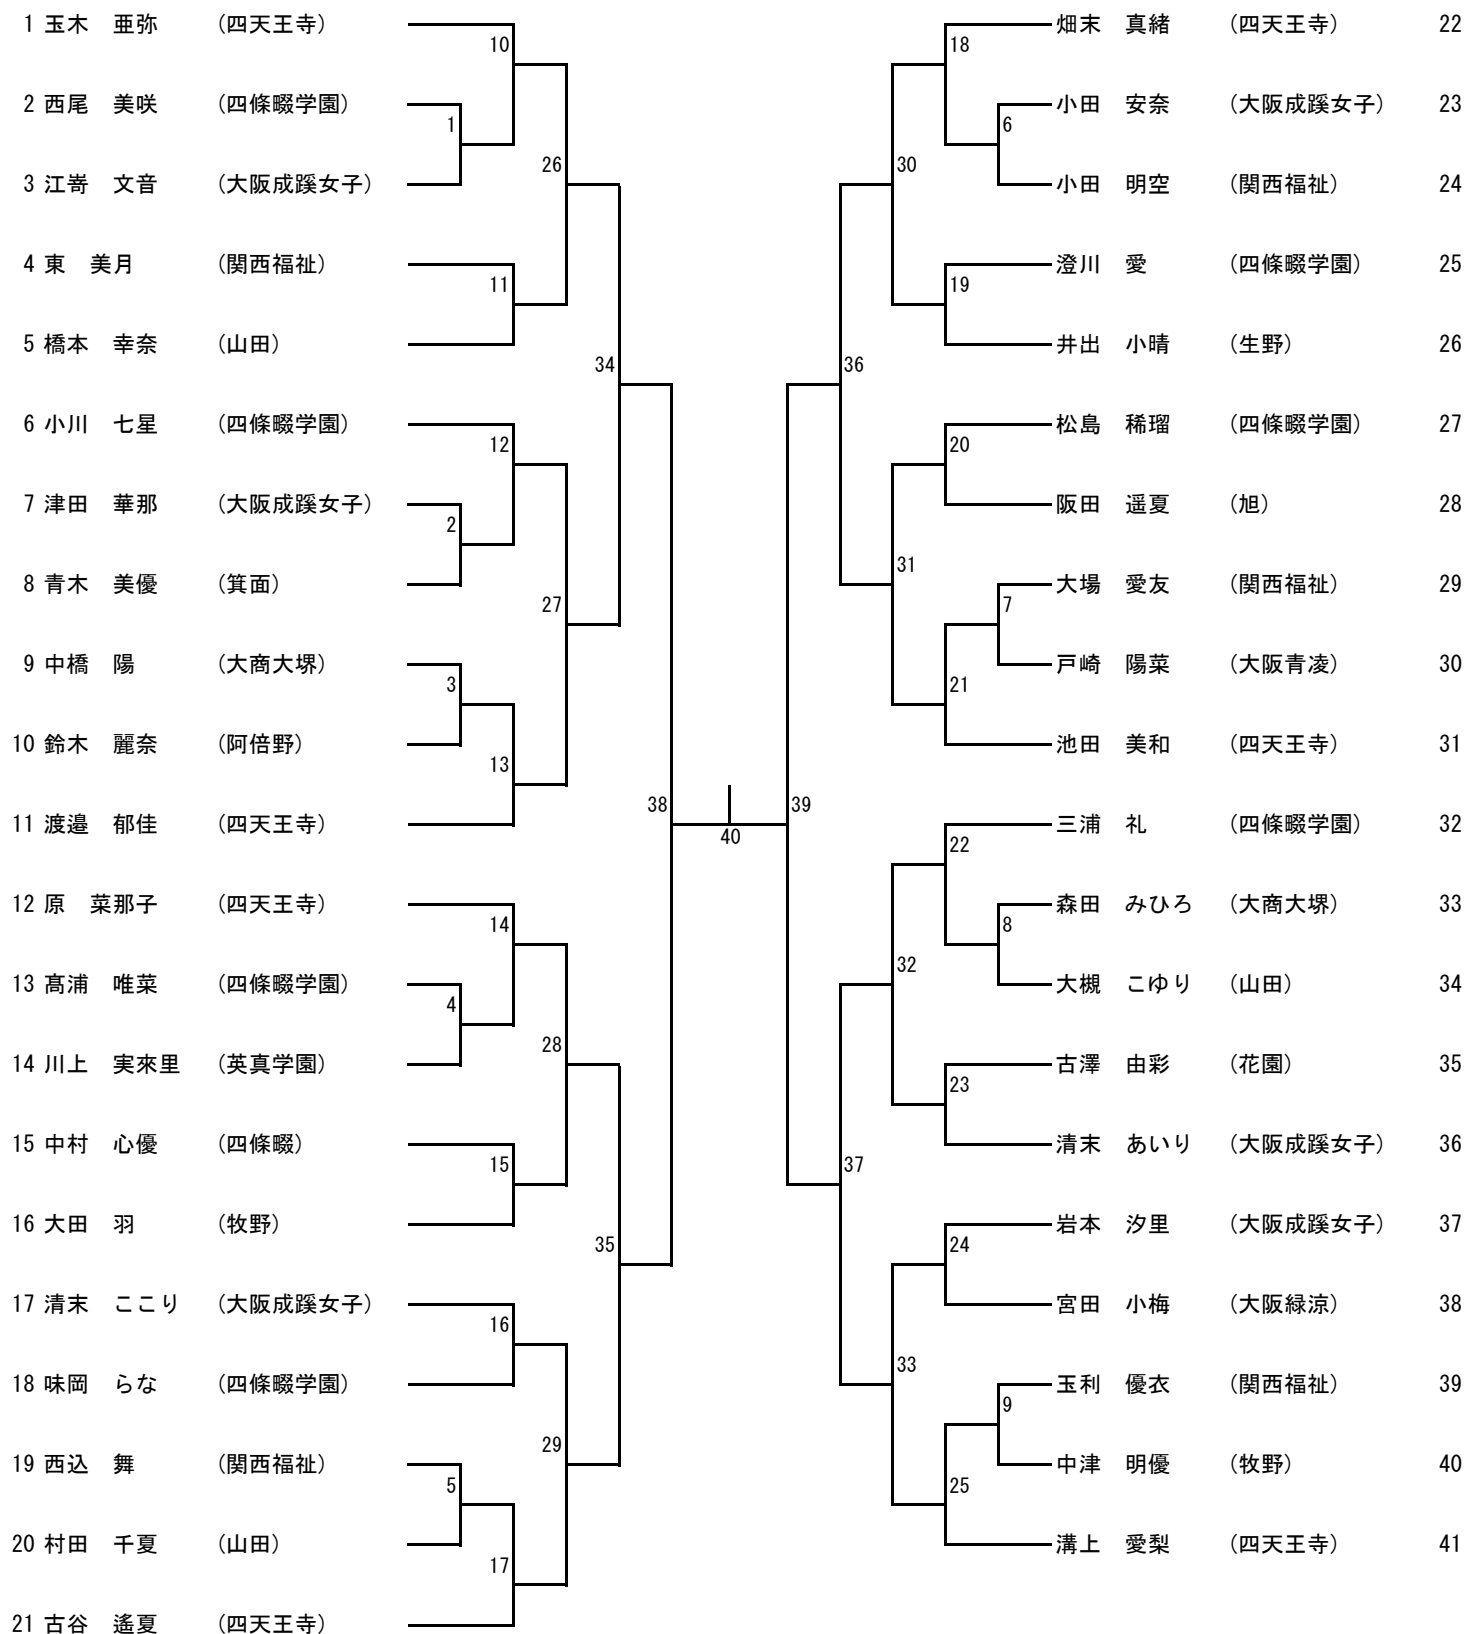 1 玉木　亜弥　(四天王寺)
2 西尾　美咲　(四條畷学園)
3 江嵜　文音　(大阪成蹊女子)
4 東　美月　(関西福祉)
5 橋本　幸奈　(山田)
6 小川　七星　(四條畷学園)
7 津田　華那　(大阪成蹊女子)
8 青木　美優　(箕面)
9 中橋　陽　(大商大堺)
10 鈴木　麗奈　(阿倍野)
11 渡邉　郁佳　(四天王寺)
12 原　菜那子　(四天王寺)
13 髙浦　唯菜　(四條畷学園)
14 川上　実來里　(英真学園)
15 中村　心優　(四條畷)
16 大田　羽　(牧野)
17 清末　ここり　(大阪成蹊女子)
18 味岡　らな　(四條畷学園)
19 西込　舞　(関西福祉)
20 村田　千夏　(山田)
21 古谷　遙夏　(四天王寺)
1
2
3
4
5
10
11
12
13
14
15
16
17
26
27
28
29
34
35
38
40
39
36
37
30
31
32
33
18
19
20
21
22
23
24
25
6
7
8
9
畑末　真緒　(四天王寺)　22
小田　安奈　(大阪成蹊女子)　23
小田　明空　(関西福祉)　24
澄川　愛　(四條畷学園)　25
井出　小晴　(生野)　26
松島　稀瑠　(四條畷学園)　27
阪田　遥夏　(旭)　28
大場　愛友　(関西福祉)　29
戸崎　陽菜　(大阪青凌)　30
池田　美和　(四天王寺)　31
三浦　礼　(四條畷学園)　32
森田　みひろ　(大商大堺)　33
大槻　こゆり　(山田)　34
古澤　由彩　(花園)　35
清末　あいり　(大阪成蹊女子)　36
岩本　汐里　(大阪成蹊女子)　37
宮田　小梅　(大阪緑涼)　38
玉利　優衣　(関西福祉)　39
中津　明優　(牧野)　40
溝上　愛梨　(四天王寺)　41